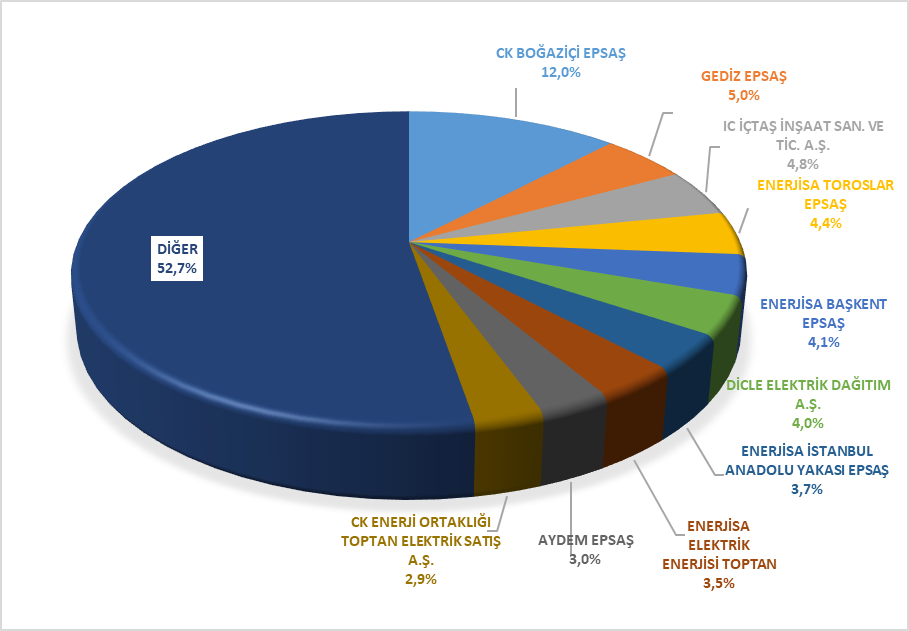 CK BOĞAZİÇİ EPSAŞ
12,0%
GEDİZ EPSAŞ
5,0%
IC İÇTAŞ İNŞAAT SAN. VE
TİC. A.Ş.
4,8%
ENERJİSA TOROSLAR
EPSAŞ
4,4%
ENERJİSA BAŞKENT
EPSAŞ
4,1%
DİCLE ELEKTRİK DAĞITIM
A.Ş.
4,0%
ENERJİSA İSTANBUL
ANADOLU YAKASI EPSAŞ
3,7%
ENERJİSA
ELEKTRİK
ENERJİSİ TOPTAN
3,5%
AYDEM EPSAŞ
3,0%
CK ENERJİ ORTAKLIĞI
TOPTAN ELEKTRİK SATIŞ
A.Ş.
2,9%
DİĞER
52,7%